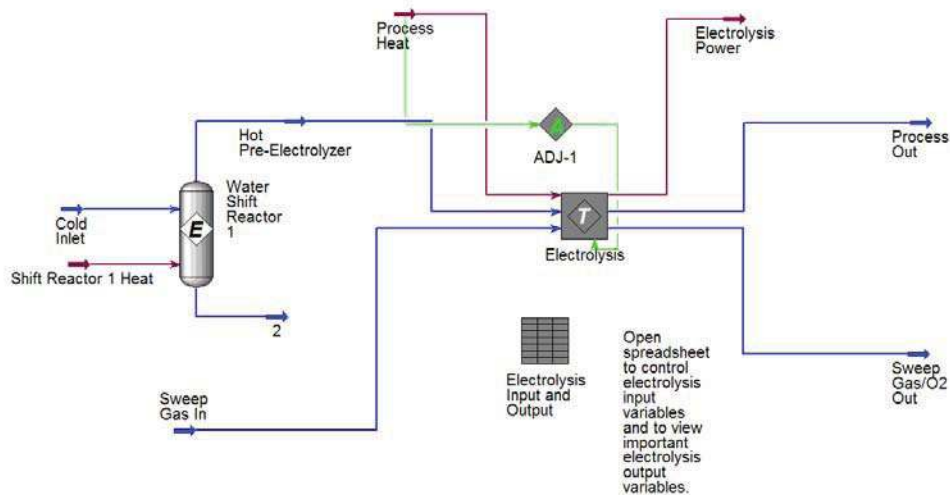 Process
Heat
Electrolysis
Power
Hot
Pre-Electrolyzer
A
ADJ-1
Process
Out
Water
Shift
Reactor
1
E
Cold
Inlet
T
Electrolysis
Shift Reactor 1 Heat
2
Electrolysis
Input and
Output
Open
spreadsheet
to control
electrolysis
input
variables
and to view
important
electrolysis
output
variables.
Sweep
Gas/O2
Out
Sweep
Gas In